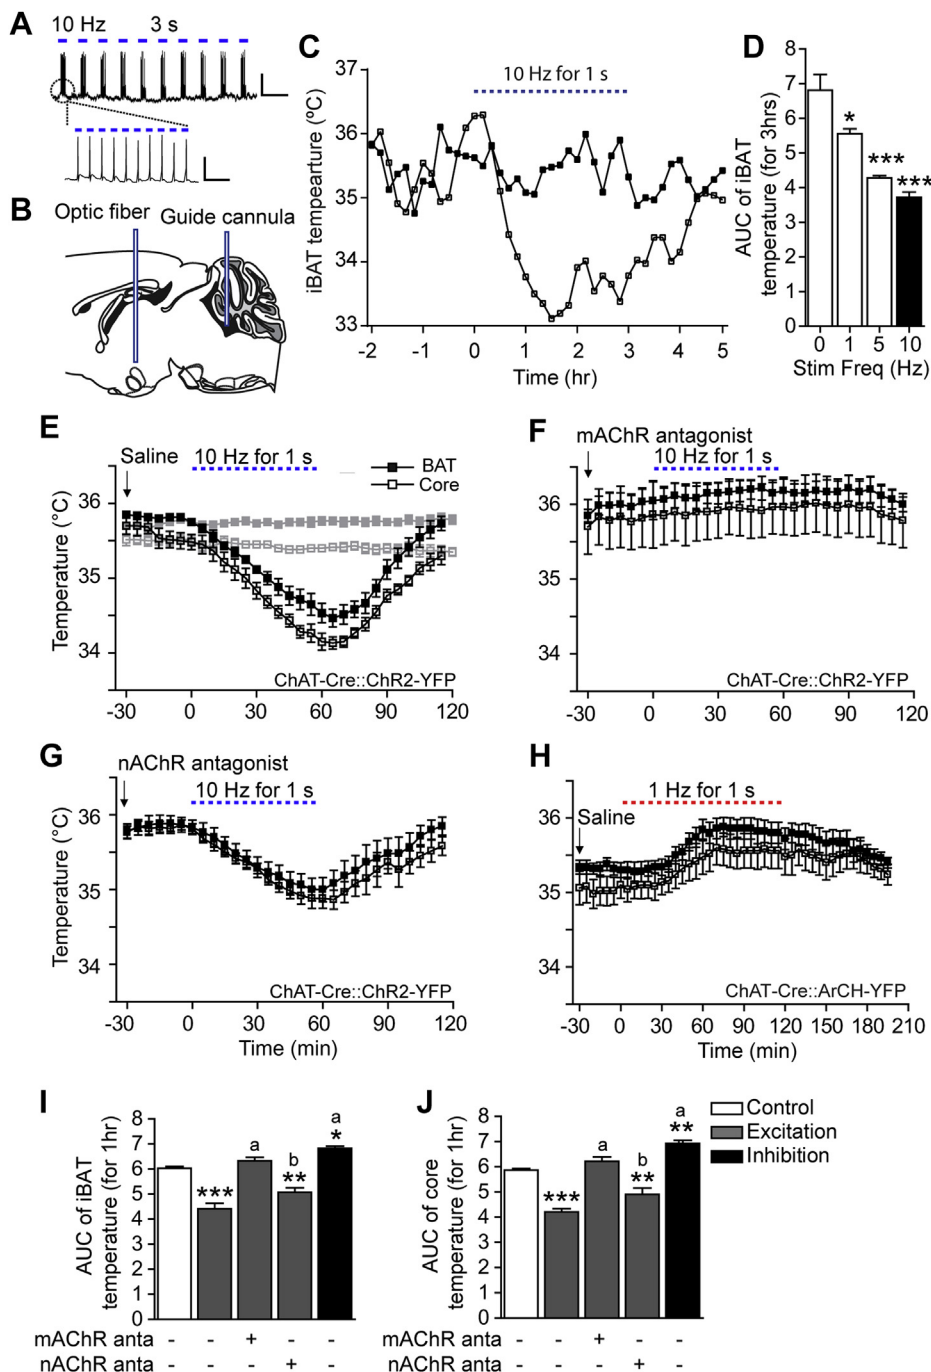 A
10 Hz 3 s
B
Optic fiber Guide cannula
C
37
36
35
34
33
iBAT tempearture (ºC)
10 Hz for 1 s
-2 -1 0 1 2 3 4 5
Time (hr)
D
8
7
6
5
4
3
2
1
0
AUC of iBAT
temperature (for 3hrs)
*
***
***
0 1 5 10
Stim Freq (Hz)
E
Saline
10 Hz for 1 s
BAT
Core
36
35
34
Temperature (°C)
ChAT-Cre::ChR2-YFP
-30 0 30 60 90 120
F
mAChR antagonist
10 Hz for 1 s
36
35
34
ChAT-Cre::ChR2-YFP
-30 0 30 60 90 120
G
nAChR antagonist
10 Hz for 1 s
36
35
34
Temperature (°C)
ChAT-Cre::ChR2-YFP
-30 0 30 60 90 120
Time (min)
H
1 Hz for 1 s
Saline
36
35
34
ChAT-Cre::ArCH-YFP
-30 0 30 60 90 120 150 180 210
Time (min)
I
8
7
6
5
4
3
2
1
0
AUC of iBAT
temperature (for 1hr)
***
a
b
**
a
*
mAChR anta - - + - -
nAChR anta - - - + -
J
8
7
6
5
4
3
2
1
0
AUC of core
temperature (for 1hr)
***
a
b
**
a
**
mAChR anta - - + - -
nAChR anta - - - + -
Control
Excitation
Inhibition